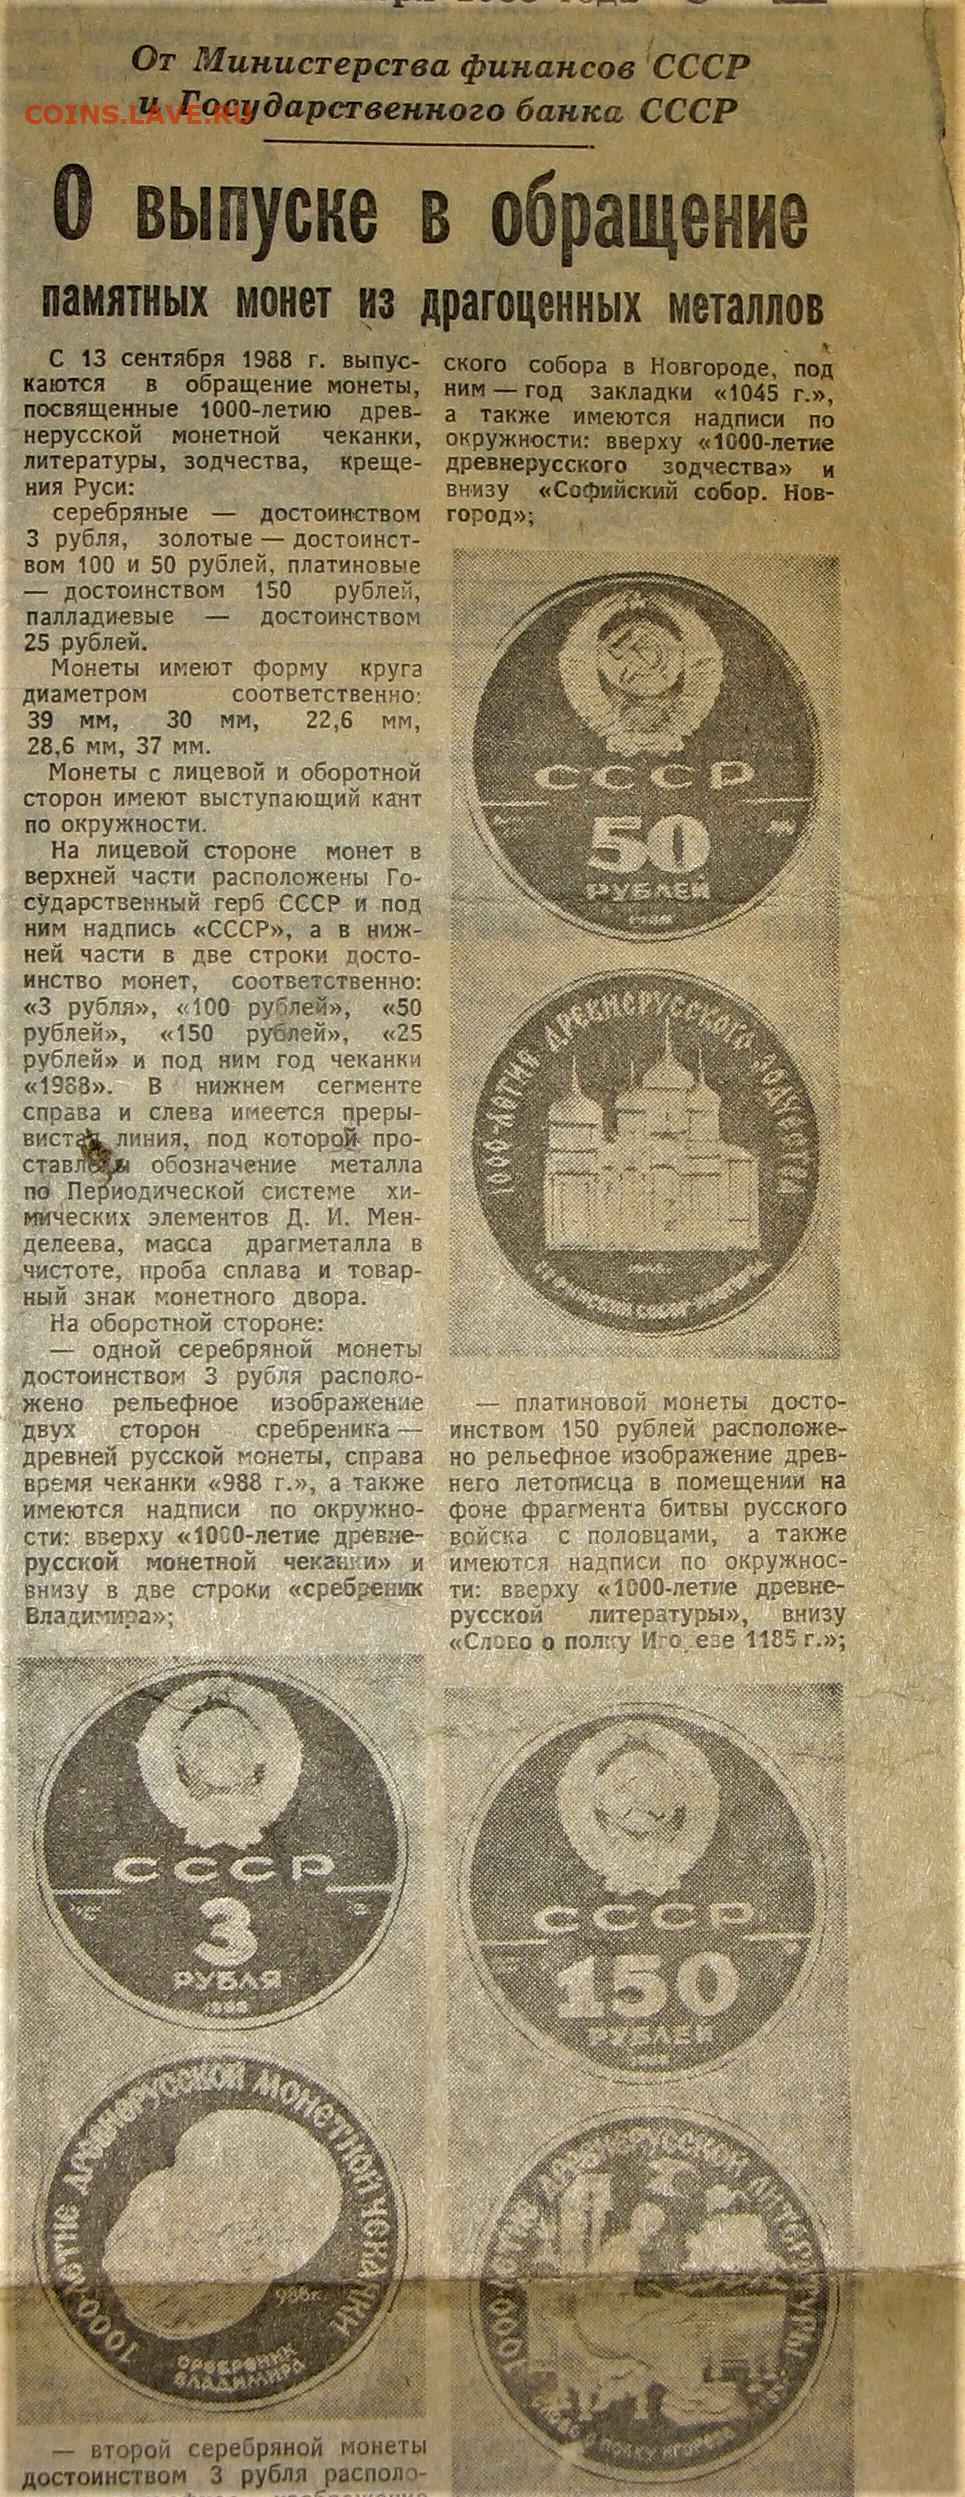 От Министерства финансов СССР
и Государственного банка СССР
COINS.LAVE.RU
О выпуске в обращение
памятных монет из драгоценных металлов
С 13 сентября 1988 г. выпус-
каются в обращение монеты,
посвященные 1000-летию древ-
нерусской монетной чеканки,
литературы, зодчества, креще-
ния Руси:
серебряные — достоинством
3 рубля, золотые — достоинст-
вом 100 и 50 рублей, платиновые
— достоинством 150 рублей,
палладиевые — достоинством
25 рублей.
Монеты имеют форму круга
диаметром соответственно:
39 мм, 30 мм, 22,6 мм,
28,6 мм, 37 мм.
Монеты с лицевой и оборотной
сторон имеют выступающий кант
по окружности.
На лицевой стороне монет в
верхней части расположены Го-
сударственный герб СССР и под
ним надпись «СССР», а в ниж-
ней части в две строки досто-
инство монет, соответственно:
«3 рубля», «100 рублей», «50
рублей», «150 рублей», «25
рублей» и под ним год чеканки
«1988». В нижнем сегменте
справа и слева имеется преры-
вистая линия, под которой про-
ставлены обозначение металла
по Периодической системе хи-
мических элементов Д. И. Мен-
делеева, масса драгметалла в
чистоте, проба сплава и товар-
ный знак монетного двора.
На оборотной стороне:
— одной серебряной монеты
достоинством 3 рубля располо-
жено рельефное изображение
двух сторон сребреника —
древней русской монеты, справа
время чеканки «988 г.», а также
имеются надписи по окружно-
сти: вверху «1000-летие древне-
русской монетной чеканки» и
внизу в две строки «сребреник
Владимира»;
СССР
3
РУБЛЯ
1988
1000-ЛЕТИЕ ДРЕВНЕРУССКОЙ МОНЕТНОЙ ЧЕКАНКИ
988г.
СРЕБРЕНИК
ВЛАДИМИРА
— второй серебряной монеты
достоинством 3 рубля располо-
ского собора в Новгороде, под
ним — год закладки «1045 г.»,
а также имеются надписи по
окружности: вверху «1000-летие
древнерусского зодчества» и
внизу «Софийский собор. Нов-
город»;
СССР
50
РУБЛЕЙ
1988
1000-ЛЕТИЯ ДРЕВНЕРУССКОГО ЗОДЧЕСТВА
— платиновой монеты досто-
инством 150 рублей расположе-
но рельефное изображение древ-
него летописца в помещении на
фоне фрагмента битвы русского
войска с половцами, а также
имеются надписи по окружнос-
ти: вверху «1000-летие древне-
русской литературы», внизу
«Слово о полку Игореве 1185 г.»;
СССР
150
РУБЛЕЙ
1000-ЛЕТИЕ ДРЕВНЕРУССКОЙ ЛИТЕРАТУРЫ
СЛОВО О ПОЛКУ ИГОРЕВЕ